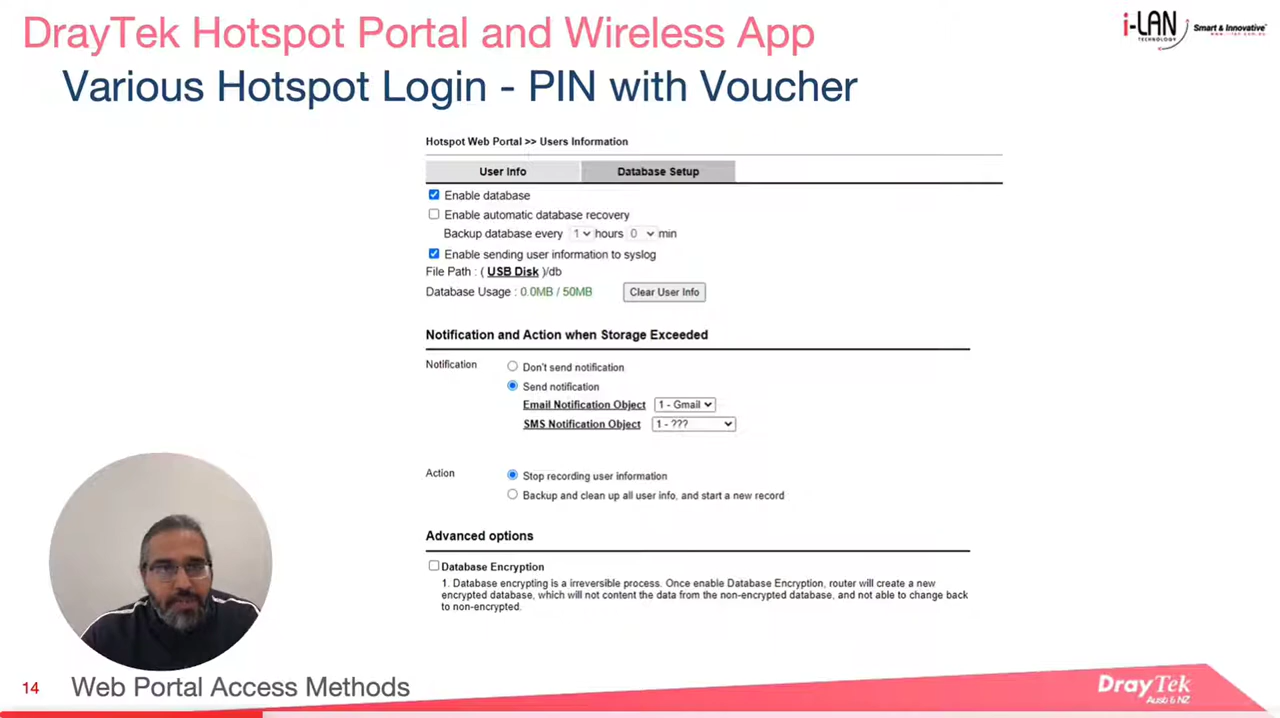 DrayTek Hotspot Portal and Wireless App
i-LAN
TECHNOLOGY
Smart & Innovative
Various Hotspot Login - PIN with Voucher
Hotspot Web Portal >> Users Information
User Info Database Setup
Enable database
Enable automatic database recovery
Backup database every 1 hours 0 min
Enable sending user information to syslog
File Path : ( USB Disk )/db
Database Usage : 0.0MB / 50MB Clear User Info
Notification and Action when Storage Exceeded
Notification Don't send notification
Send notification
Email Notification Object 1 - Gmail
SMS Notification Object 1 - ???
Action Stop recording user information
Backup and clean up all user info, and start a new record
Advanced options
Database Encryption
1. Database encrypting is a irreversible process. Once enable Database Encryption, router will create a new
encrypted database, which will not content the data from the non-encrypted database, and not able to change back
to non-encrypted.
14 Web Portal Access Methods
DrayTek
Aust & NZ